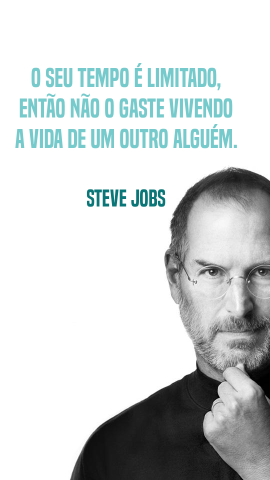 O SEU TEMPO É LIMITADO,
ENTÃO NÃO O GASTE VIVENDO
A VIDA DE UM OUTRO ALGUÉM.
STEVE JOBS